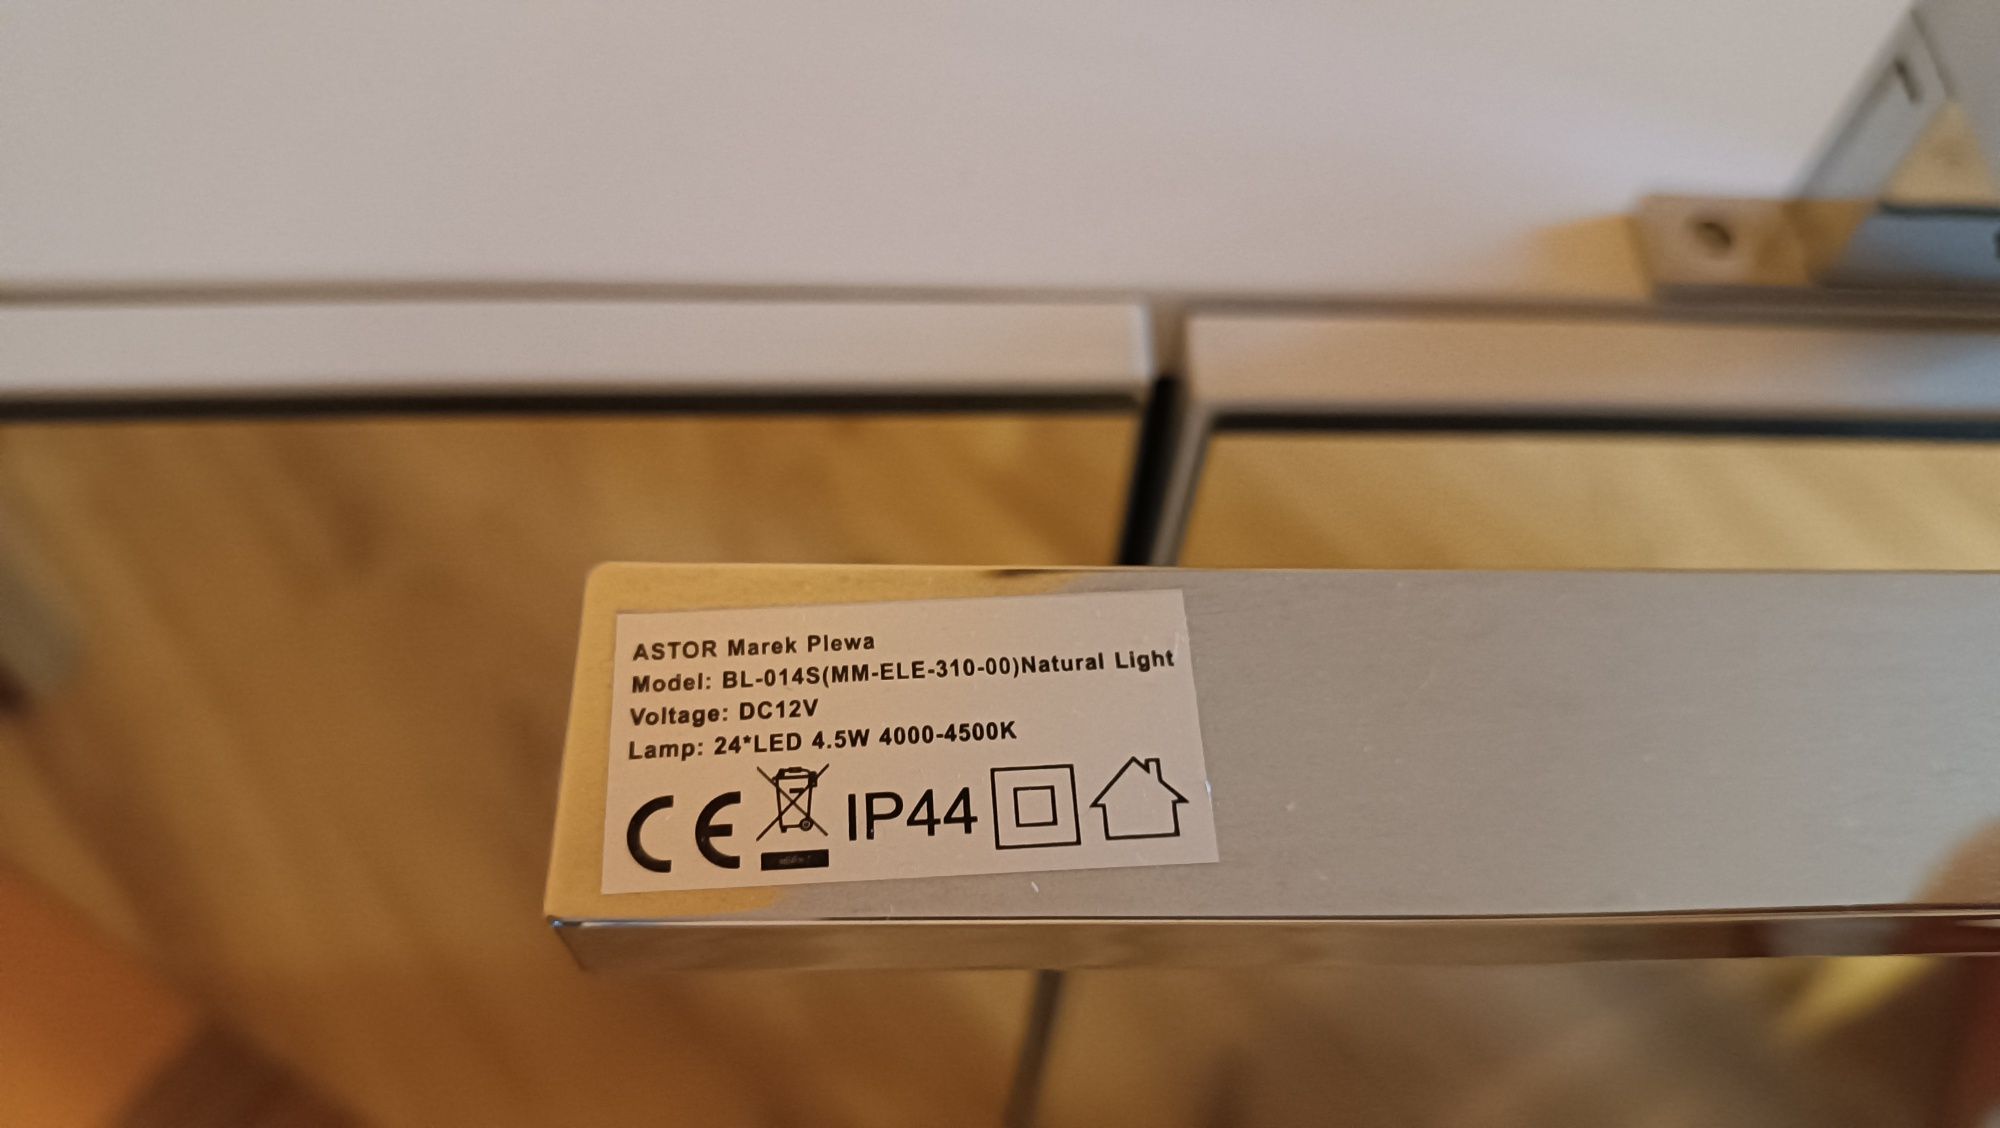 ASTOR Marek Plewa
Model: BL-014S(MM-ELE-310-00)Natural Light
Voltage: DC12V
Lamp: 24*LED 4.5W 4000-4500K
CE IP44